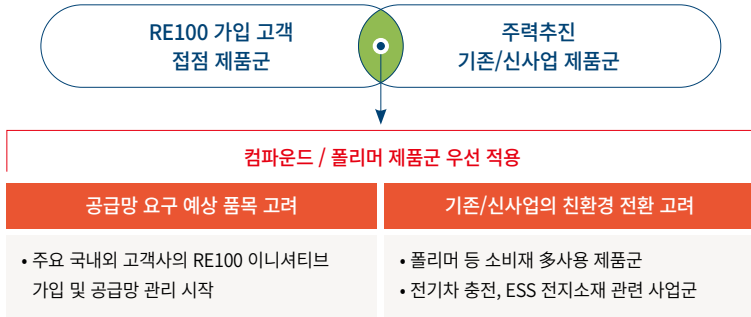 RE100 가입 고객
접점 제품군
주력추진
기존/신사업 제품군
컴파운드 / 폴리머 제품군 우선 적용
공급망 요구 예상 품목 고려
기존/신사업의 친환경 전환 고려
• 주요 국내외 고객사의 RE100 이니셔티브
가입 및 공급망 관리 시작
• 폴리머 등 소비재 多사용 제품군
• 전기차 충전, ESS 전지소재 관련 사업군